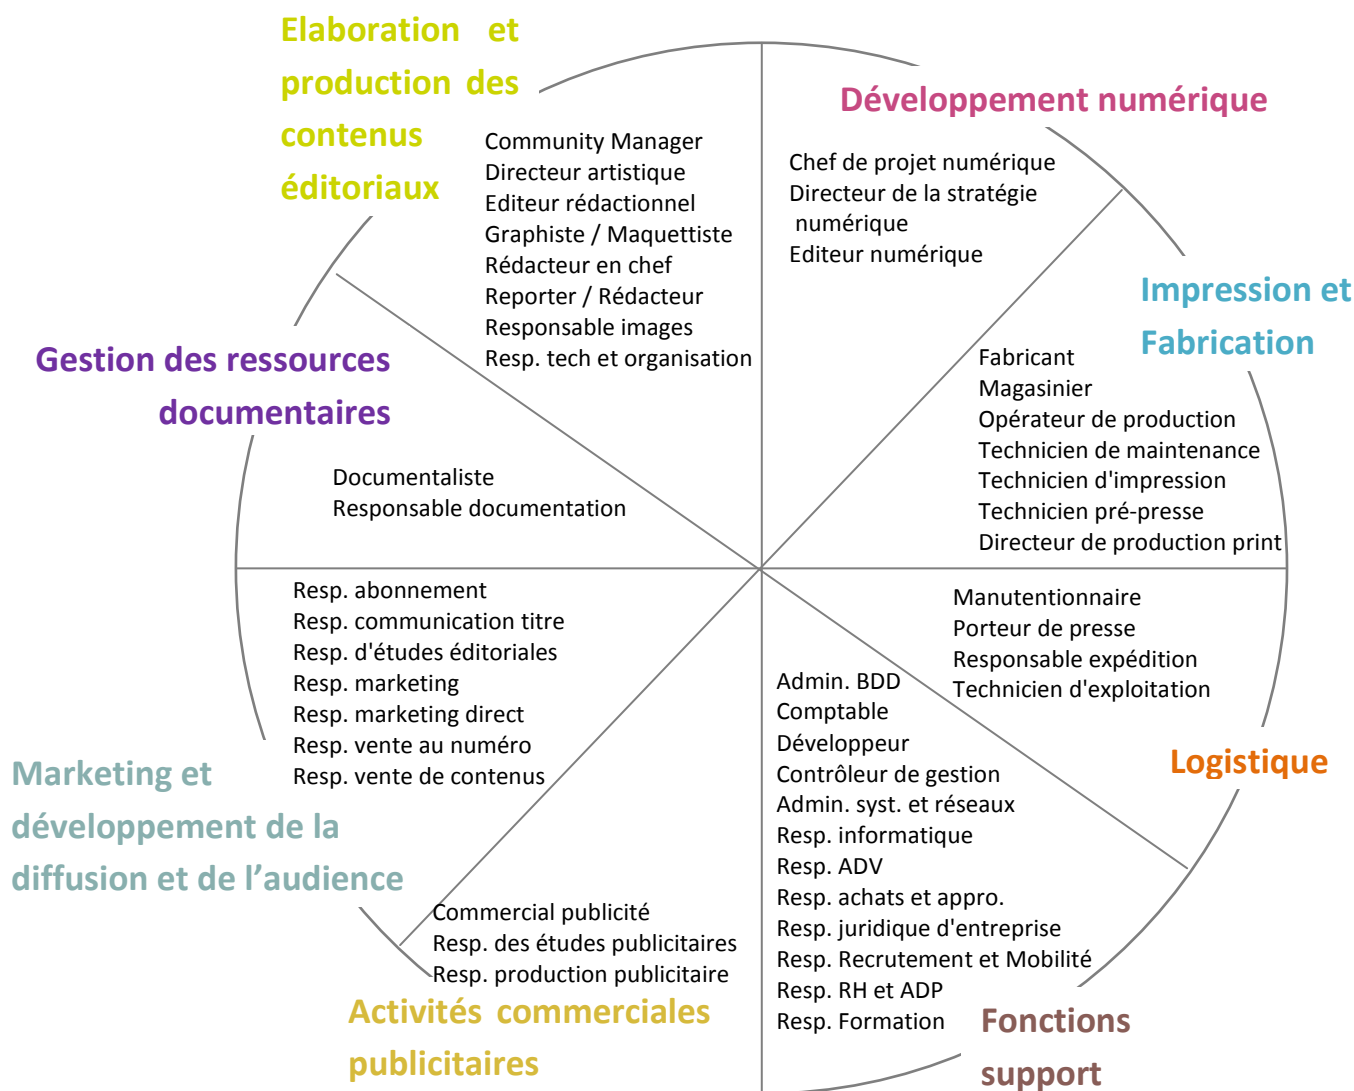 Elaboration et
production des
contenus
éditoriaux
Community Manager
Directeur artistique
Editeur rédactionnel
Graphiste / Maquettiste
Rédacteur en chef
Reporter / Rédacteur
Responsable images
Resp. tech et organisation
Développement numérique
Chef de projet numérique
Directeur de la stratégie
numérique
Editeur numérique
Impression et
Fabrication
Fabricant
Magasinier
Opérateur de production
Technicien de maintenance
Technicien d'impression
Technicien pré-presse
Directeur de production print
Gestion des ressources
documentaires
Documentaliste
Responsable documentation
Manutentionnaire
Porteur de presse
Responsable expédition
Technicien d'exploitation
Logistique
Resp. abonnement
Resp. communication titre
Resp. d'études éditoriales
Resp. marketing
Resp. marketing direct
Resp. vente au numéro
Resp. vente de contenus
Marketing et
développement de la
diffusion et de l’audience
Admin. BDD
Comptable
Développeur
Contrôleur de gestion
Admin. syst. et réseaux
Resp. informatique
Resp. ADV
Resp. achats et appro.
Resp. juridique d'entreprise
Resp. Recrutement et Mobilité
Resp. RH et ADP
Resp. Formation
Fonctions
support
Commercial publicité
Resp. des études publicitaires
Resp. production publicitaire
Activités commerciales
publicitaires